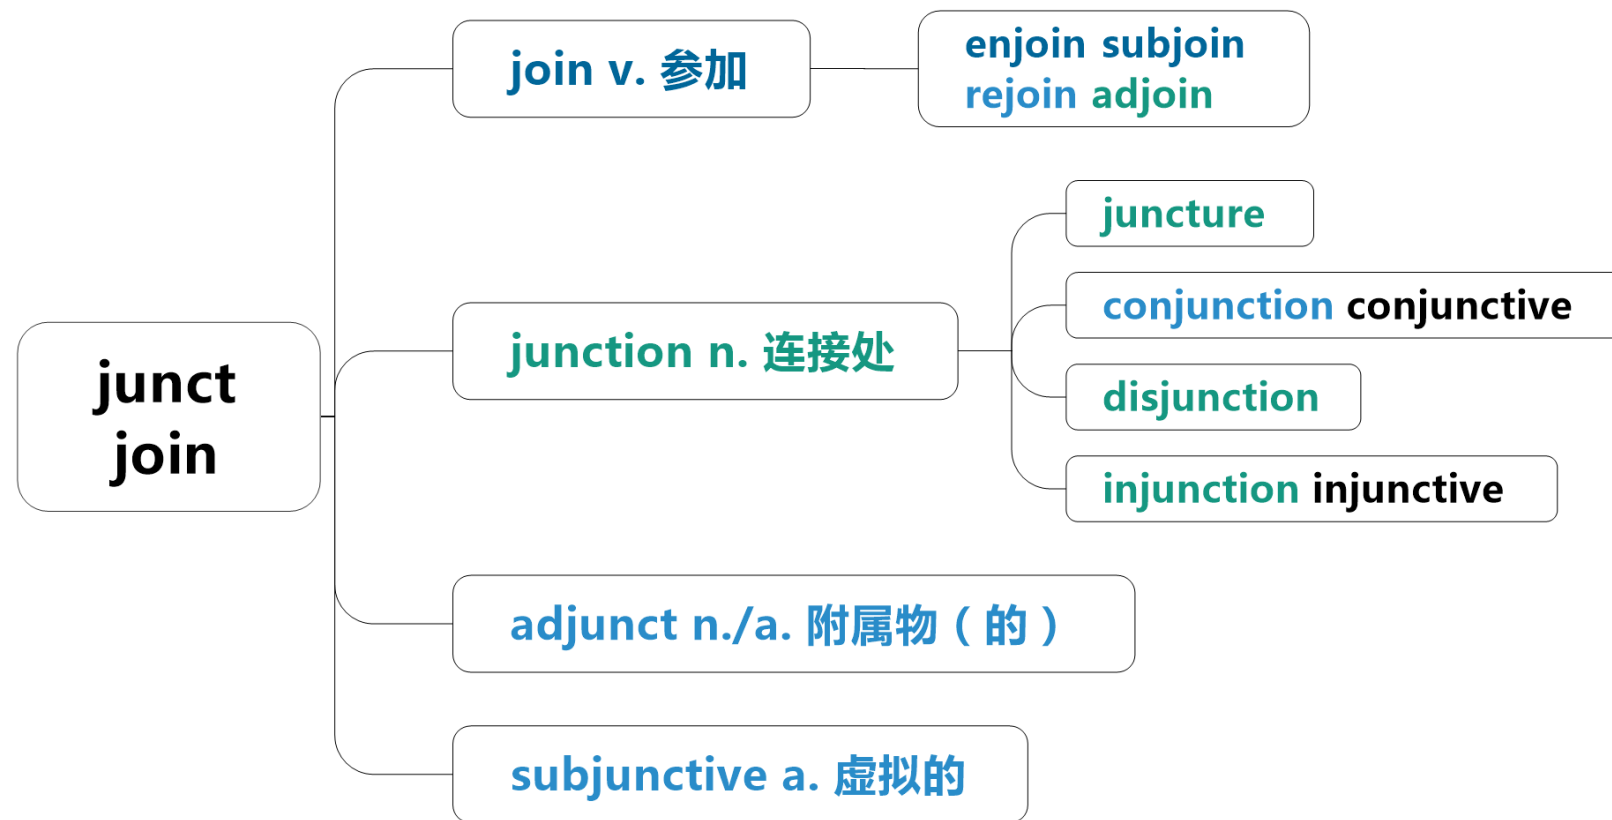 junct
join
join v. 参加
enjoin subjoin
rejoin adjoin
junction n. 连接处
juncture
conjunction conjunctive
disjunction
injunction injunctive
adjunct n./a. 附属物（的）
subjunctive a. 虚拟的